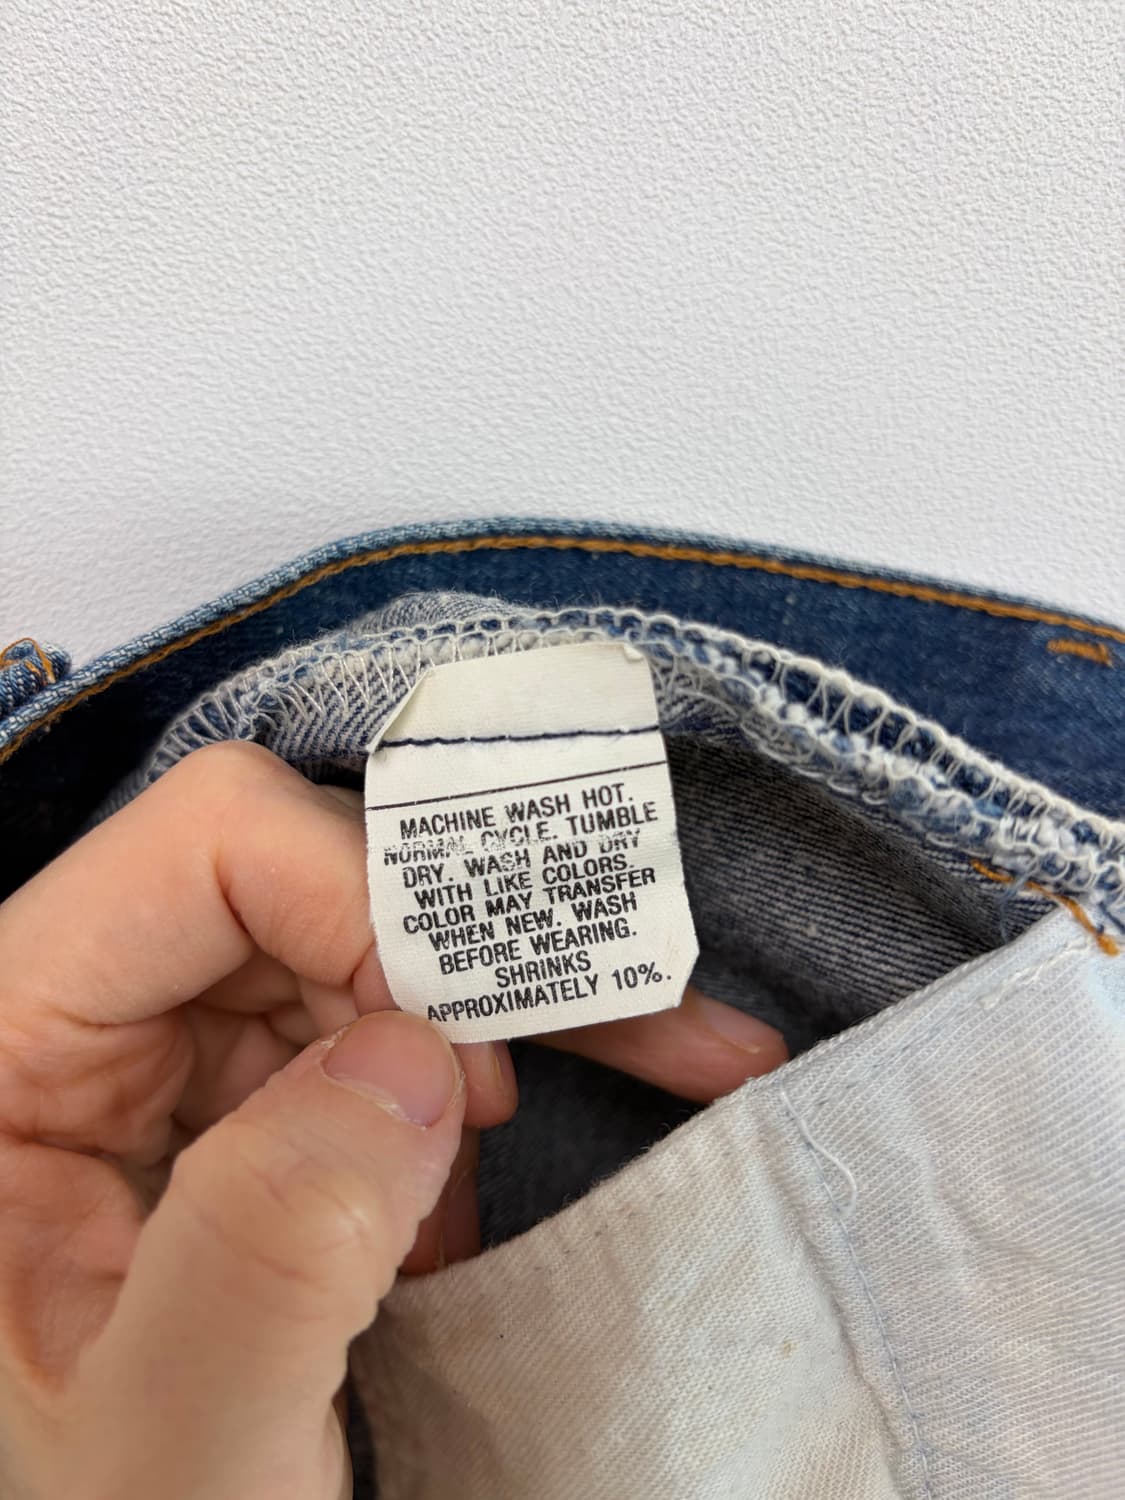 MACHINE WASH HOT.
NORMAL CYCLE. TUMBLE
DRY. WASH AND DRY
WITH LIKE COLORS.
COLOR MAY TRANSFER
WHEN NEW. WASH
BEFORE WEARING.
SHRINKS
APPROXIMATELY 10%.